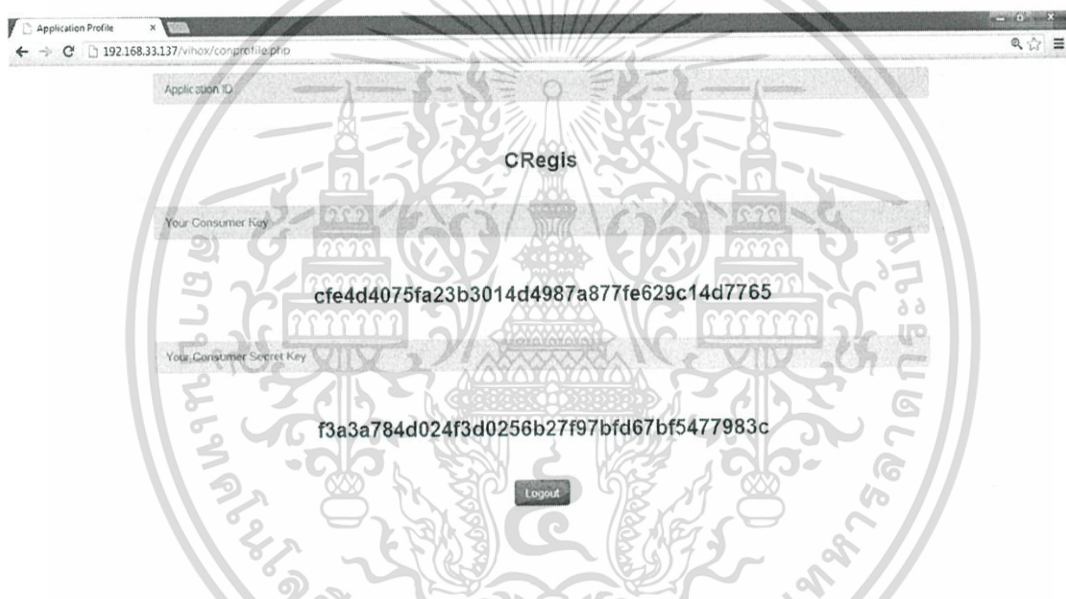 Application Profile
192.168.33.137/vihox/conprofile.php
Application ID
CRegis
Your Consumer Key
cfe4d4075fa23b3014d4987a877fe629c14d7765
Your Consumer Secret Key
f3a3a784d024f3d0256b27f97bfd67bf5477983c
Logout